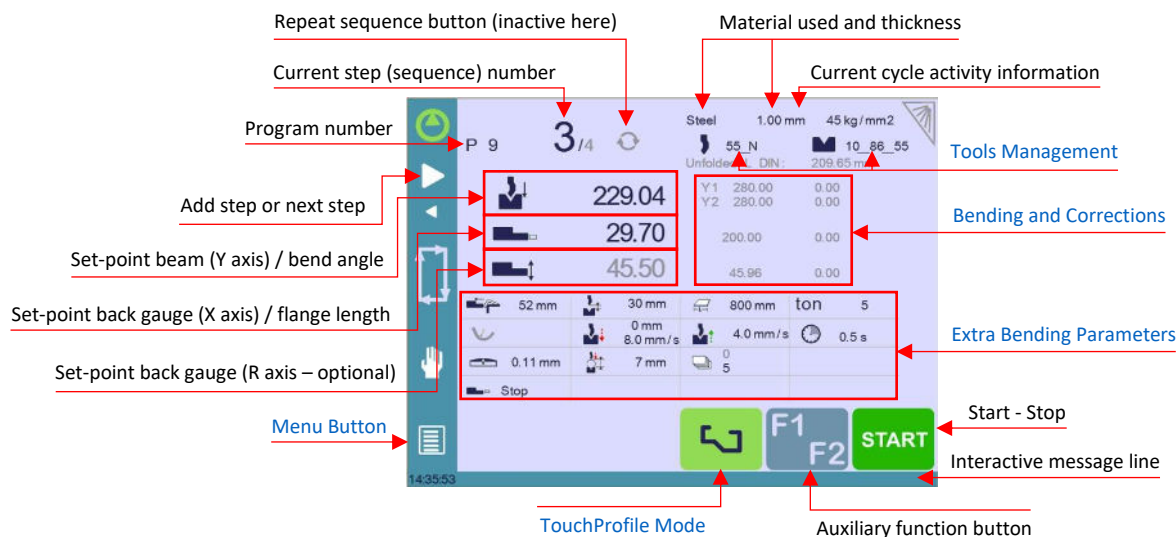 Repeat sequence button (inactive here)
Material used and thickness
Current step (sequence) number
Current cycle activity information
Program number
P 9
3/4
Steel 1.00 mm 45 kg/mm2
55_N 10_86_55
Tools Management
209.65
Add step or next step
229.04
Y1 280.00 0.00
Y2 280.00 0.00
Bending and Corrections
29.70
200.00 0.00
Set-point beam (Y axis) / bend angle
45.50
45.96 0.00
Set-point back gauge (X axis) / flange length
52 mm 30 mm 800 mm ton 5
0 mm
8.0 mm/s 4.0 mm/s 0.5 s
Extra Bending Parameters
0.11 mm 7 mm 0
5
Set-point back gauge (R axis – optional)
Stop
Menu Button
F1
F2
START
Start - Stop
Interactive message line
14:35:53
TouchProfile Mode
Auxiliary function button